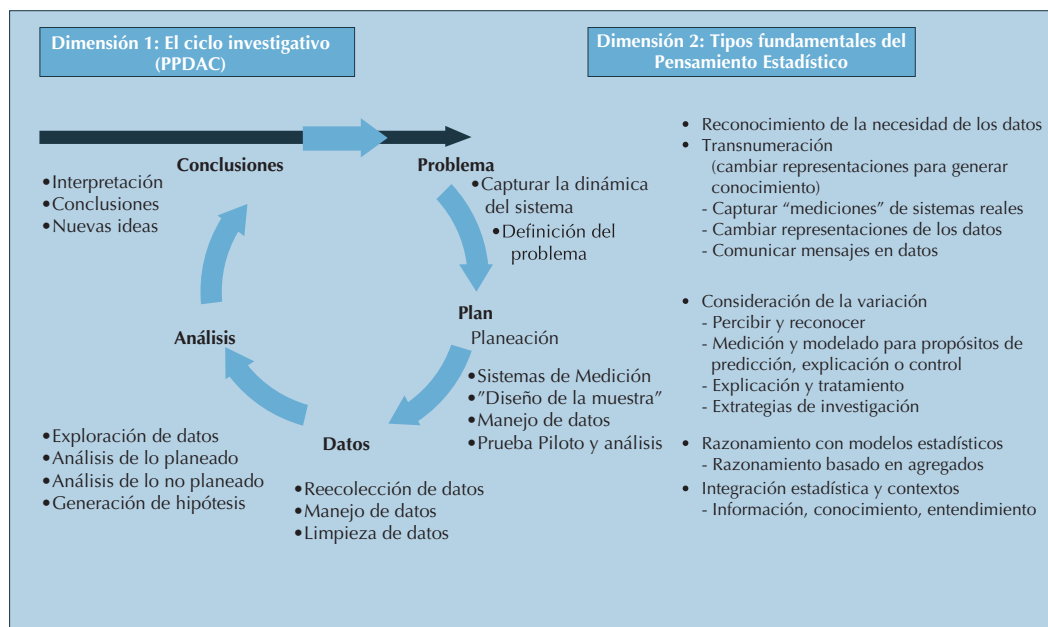 Dimensión 1: El ciclo investigativo
(PPDAC)
Conclusiones
•Interpretación
•Conclusiones
•Nuevas ideas
Problema
•Capturar la dinámica
del sistema
•Definición del
problema
Plan
Planeación
•Sistemas de Medición
•”Diseño de la muestra”
•Manejo de datos
•Prueba Piloto y análisis
Datos
•Reecolección de datos
•Manejo de datos
•Limpieza de datos
Análisis
•Exploración de datos
•Análisis de lo planeado
•Análisis de lo no planeado
•Generación de hipótesis
Dimensión 2: Tipos fundamentales del
Pensamiento Estadístico
• Reconocimiento de la necesidad de los datos
• Transnumeración
(cambiar representaciones para generar
conocimiento)
- Capturar “mediciones” de sistemas reales
- Cambiar representaciones de los datos
- Comunicar mensajes en datos
• Consideración de la variación
- Percibir y reconocer
- Medición y modelado para propósitos de
predicción, explicación o control
- Explicación y tratamiento
- Extrategias de investigación
• Razonamiento con modelos estadísticos
- Razonamiento basado en agregados
• Integración estadística y contextos
- Información, conocimiento, entendimiento